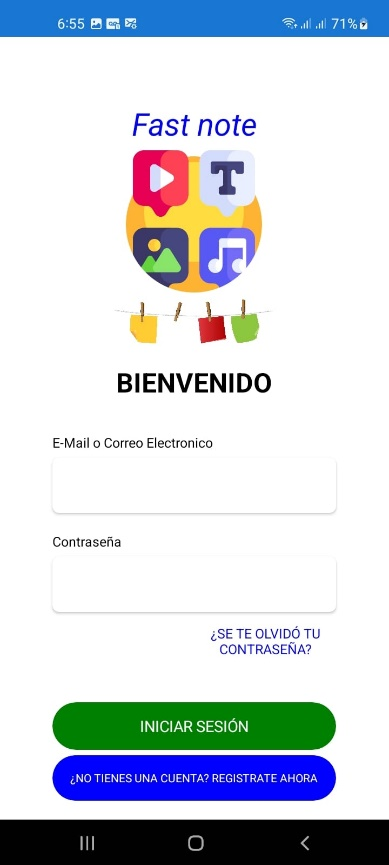 6:55
71%
Fast note
T
BIENVENIDO
E-Mail o Correo Electronico
Contraseña
¿SE TE OLVIDÓ TU
CONTRASEÑA?
INICIAR SESIÓN
¿NO TIENES UNA CUENTA? REGISTRATE AHORA